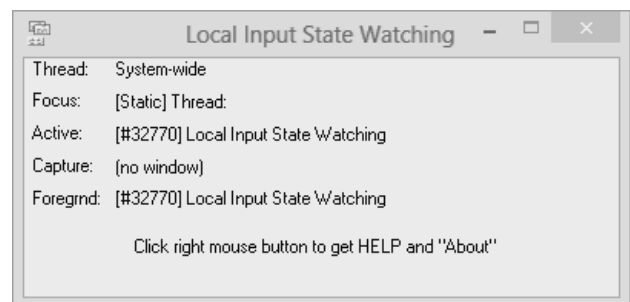 Local Input State Watching
Thread: System-wide
Focus: [Static] Thread:
Active: [#32770] Local Input State Watching
Capture: (no window)
Foregrnd: [#32770] Local Input State Watching
Click right mouse button to get HELP and "About"